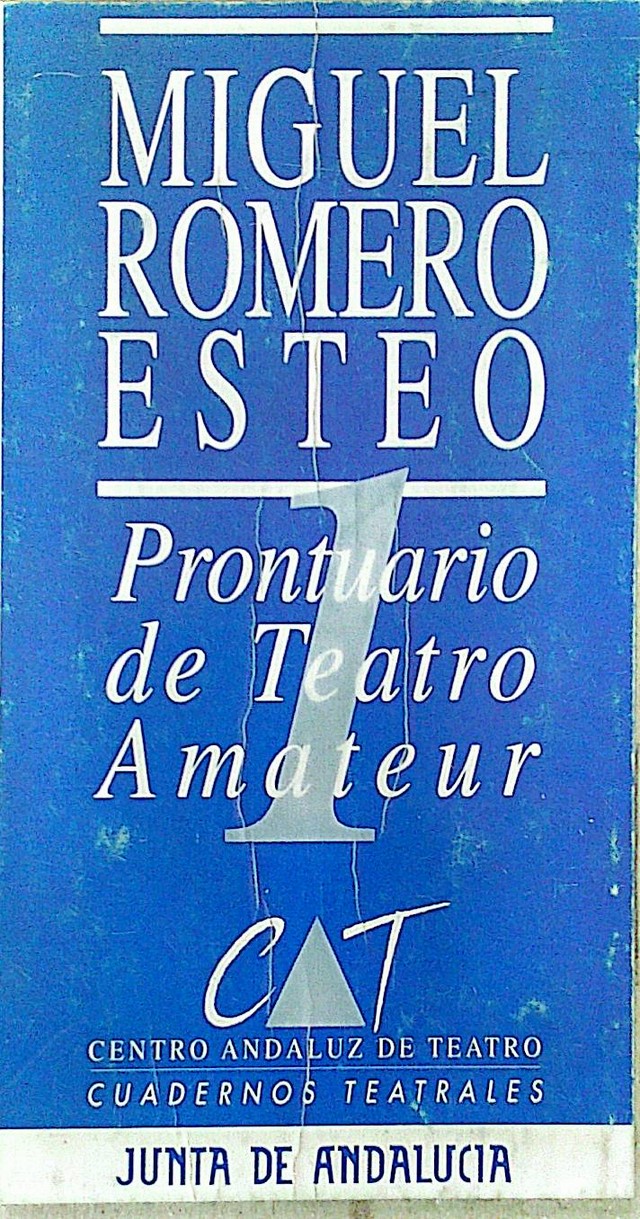 MIGUEL
ROMERO
ESTEO
1
Prontuario
de Teatro
Amateur
CAT
CENTRO ANDALUZ DE TEATRO
CUADERNOS TEATRALES
JUNTA DE ANDALUCIA